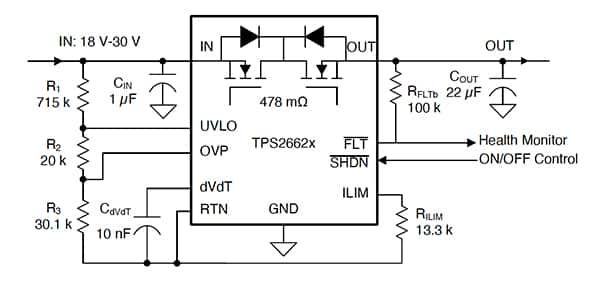 IN: 18 V-30 V
IN
OUT
OUT
R1
715 k
CIN
1 µF
478 mΩ
RFLTb
100 k
COUT
22 µF
UVLO
TPS2662x
FLT
Health Monitor
R2
20 k
OVP
SHDN
ON/OFF Control
dVdT
ILIM
R3
30.1 k
CdVdT
10 nF
RTN
GND
RILIM
13.3 k